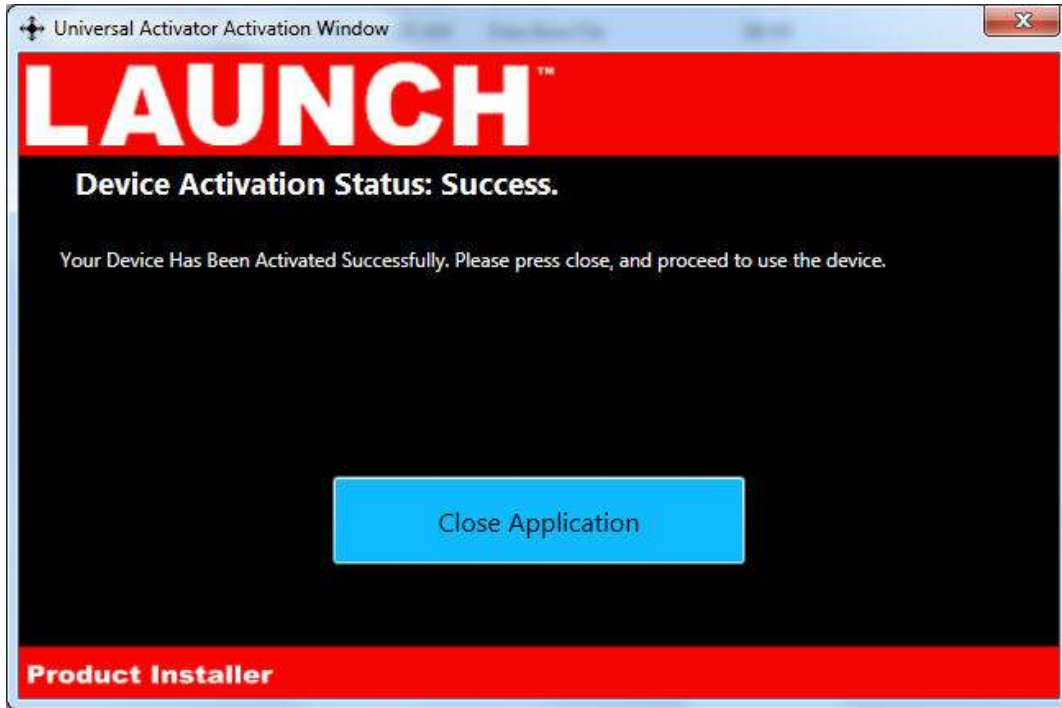 Universal Activator Activation Window
LAUNCH™
Device Activation Status: Success.
Your Device Has Been Activated Successfully. Please press close, and proceed to use the device.
Close Application
Product Installer